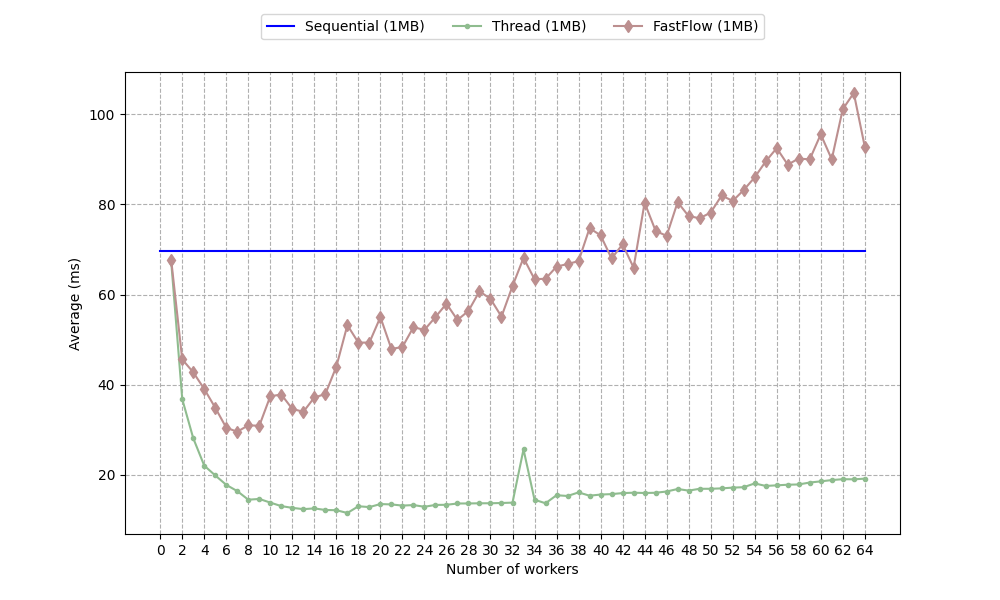 Sequential (1MB) Thread (1MB) FastFlow (1MB)
100
80
60
40
20
Average (ms)
0 2 4 6 8 10 12 14 16 18 20 22 24 26 28 30 32 34 36 38 40 42 44 46 48 50 52 54 56 58 60 62 64
Number of workers